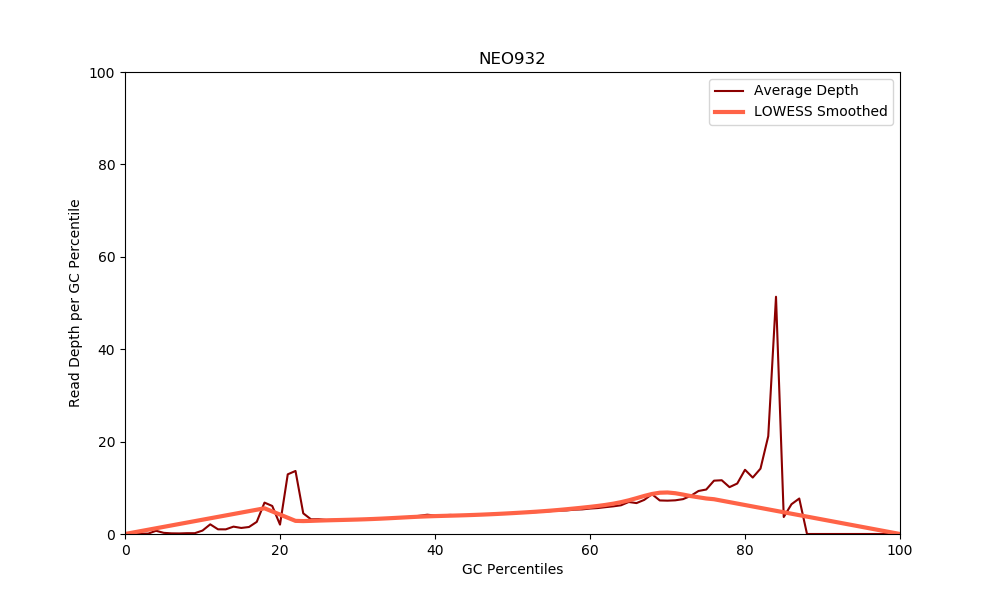 NEO932
Average Depth
LOWESS Smoothed
Read Depth per GC Percentile
100
80
60
40
20
0
0 20 40 60 80 100
GC Percentiles